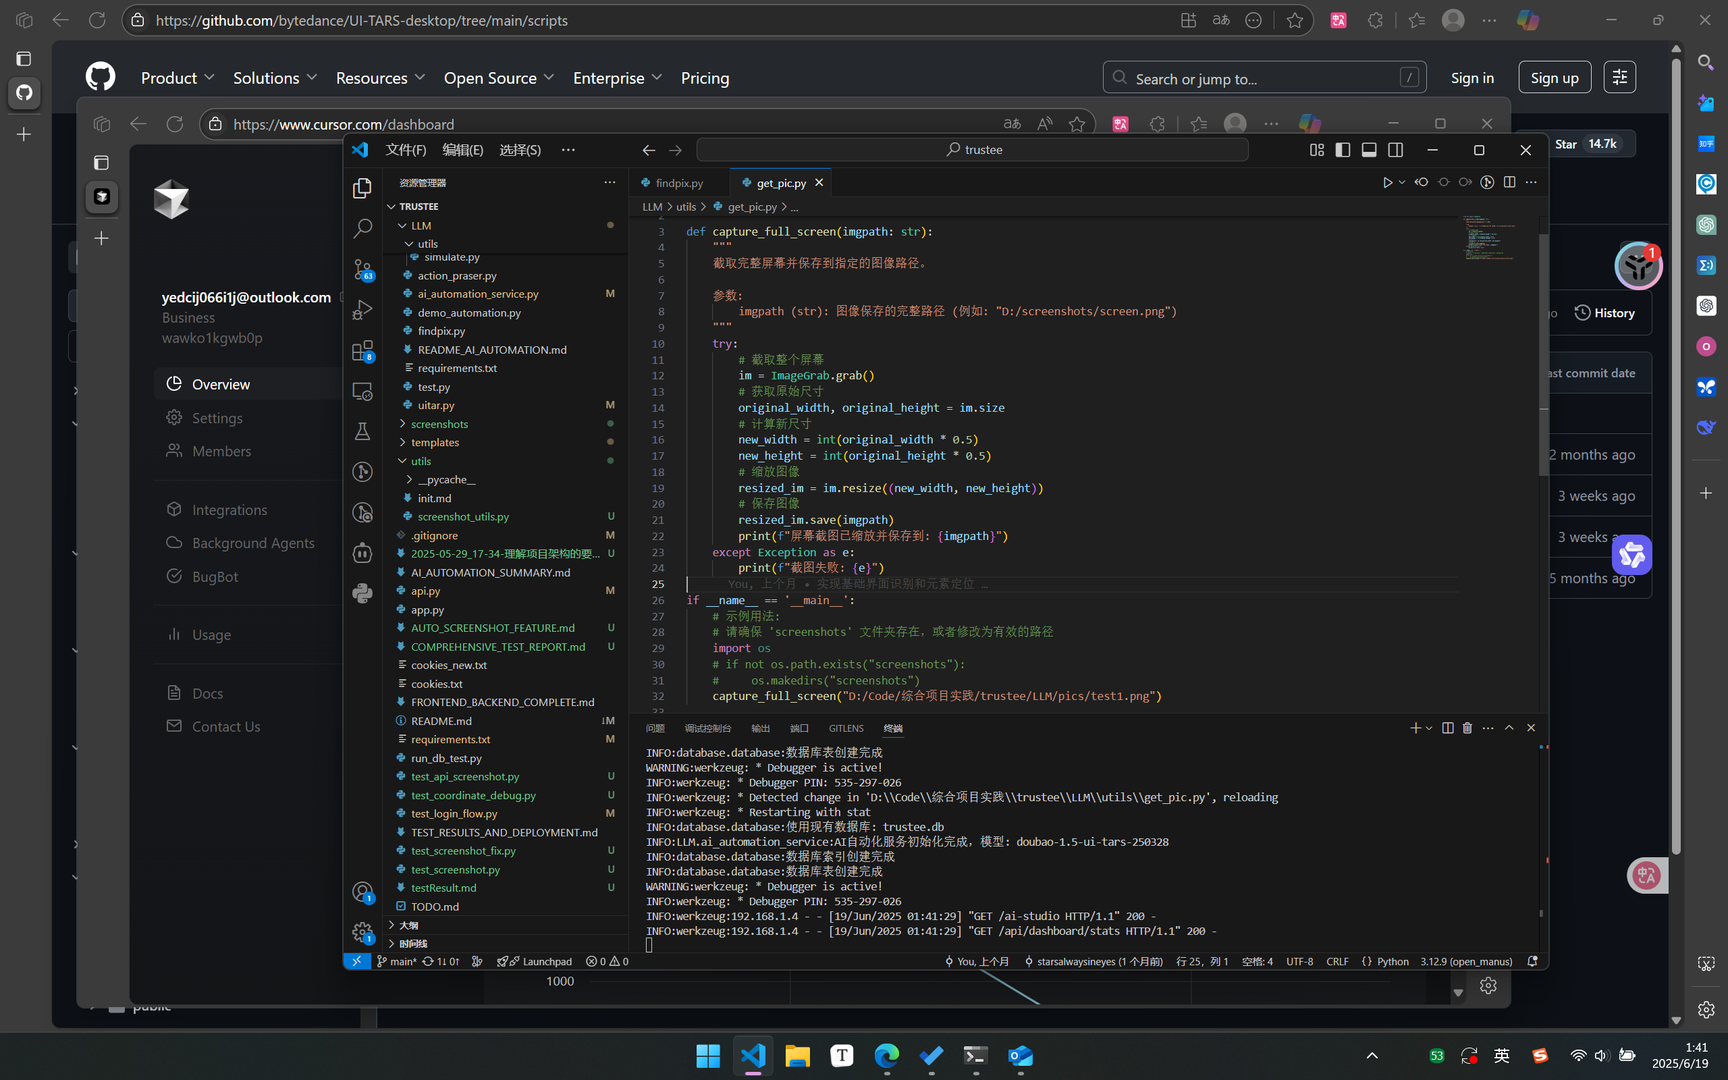 https://github.com/bytedance/UI-TARS-desktop/tree/main/scripts
Product
Solutions
Resources
Open Source
Enterprise
Pricing
Search or jump to...
/
Sign in
Sign up
https://www.cursor.com/dashboard
Star 14.7k
yedcij066i1j@outlook.com
Business
wawko1kgwb0p
Overview
Settings
Members
Integrations
Background Agents
BugBot
Usage
Docs
Contact Us
History
ast commit date
2 months ago
3 weeks ago
3 weeks ago
5 months ago
1000
public
文件(F) 编辑(E) 选择(S) ···
trustee
资源管理器
TRUSTEE
LLM
utils
simulate.py
action_praser.py
ai_automation_service.py M
demo_automation.py
findpix.py
README_AI_AUTOMATION.md
requirements.txt
test.py
uitar.py M
screenshots
templates
utils
__pycache__
init.md
screenshot_utils.py U
.gitignore M
2025-05-29_17-34-理解项目架构的要... U
AI_AUTOMATION_SUMMARY.md
api.py M
app.py
AUTO_SCREENSHOT_FEATURE.md U
COMPREHENSIVE_TEST_REPORT.md U
cookies_new.txt
cookies.txt
FRONTEND_BACKEND_COMPLETE.md
README.md ↓M
requirements.txt M
run_db_test.py
test_api_screenshot.py U
test_coordinate_debug.py U
test_login_flow.py M
TEST_RESULTS_AND_DEPLOYMENT.md
test_screenshot_fix.py U
test_screenshot.py U
testResult.md U
TODO.md
大纲
时间线
63
8
1
1
findpix.py
get_pic.py
LLM > utils > get_pic.py > ...
3 def capture_full_screen(imgpath: str):
4 """
5 截取完整屏幕并保存到指定的图像路径。
6
7 参数:
8 imgpath (str): 图像保存的完整路径 (例如: "D:/screenshots/screen.png")
9 """
10 try:
11 # 截取整个屏幕
12 im = ImageGrab.grab()
13 # 获取原始尺寸
14 original_width, original_height = im.size
15 # 计算新尺寸
16 new_width = int(original_width * 0.5)
17 new_height = int(original_height * 0.5)
18 # 缩放图像
19 resized_im = im.resize((new_width, new_height))
20 # 保存图像
21 resized_im.save(imgpath)
22 print(f"屏幕截图已缩放并保存到: {imgpath}")
23 except Exception as e:
24 print(f"截图失败: {e}")
25 You, 上个月 • 实现基础界面识别和元素定位 …
26 if __name__ == '__main__':
27 # 示例用法:
28 # 请确保 'screenshots' 文件夹存在，或者修改为有效的路径
29 import os
30 # if not os.path.exists("screenshots"):
31 # os.makedirs("screenshots")
32 capture_full_screen("D:/Code/综合项目实践/trustee/LLM/pics/test1.png")
问题 调试控制台 输出 端口 GITLENS 终端
INFO:database.database:数据库表创建完成
WARNING:werkzeug: * Debugger is active!
INFO:werkzeug: * Debugger PIN: 535-297-026
INFO:werkzeug: * Detected change in 'D:\\Code\\综合项目实践\\trustee\\LLM\\utils\\get_pic.py', reloading
INFO:werkzeug: * Restarting with stat
INFO:database.database:使用现有数据库: trustee.db
INFO:LLM.ai_automation_service:AI自动化服务初始化完成，模型: doubao-1.5-ui-tars-250328
INFO:database.database:数据库索引创建完成
INFO:database.database:数据库表创建完成
WARNING:werkzeug: * Debugger is active!
INFO:werkzeug: * Debugger PIN: 535-297-026
INFO:werkzeug:192.168.1.4 - - [19/Jun/2025 01:41:29] "GET /ai-studio HTTP/1.1" 200 -
INFO:werkzeug:192.168.1.4 - - [19/Jun/2025 01:41:29] "GET /api/dashboard/stats HTTP/1.1" 200 -
main* 1↓ 0↑ Launchpad 0 0
You, 上个月 starsalwaysineyes (1 个月前) 行 25，列 1 空格: 4 UTF-8 CRLF {} Python 3.12.9 (open_manus)
1
53
英
1:41
2025/6/19